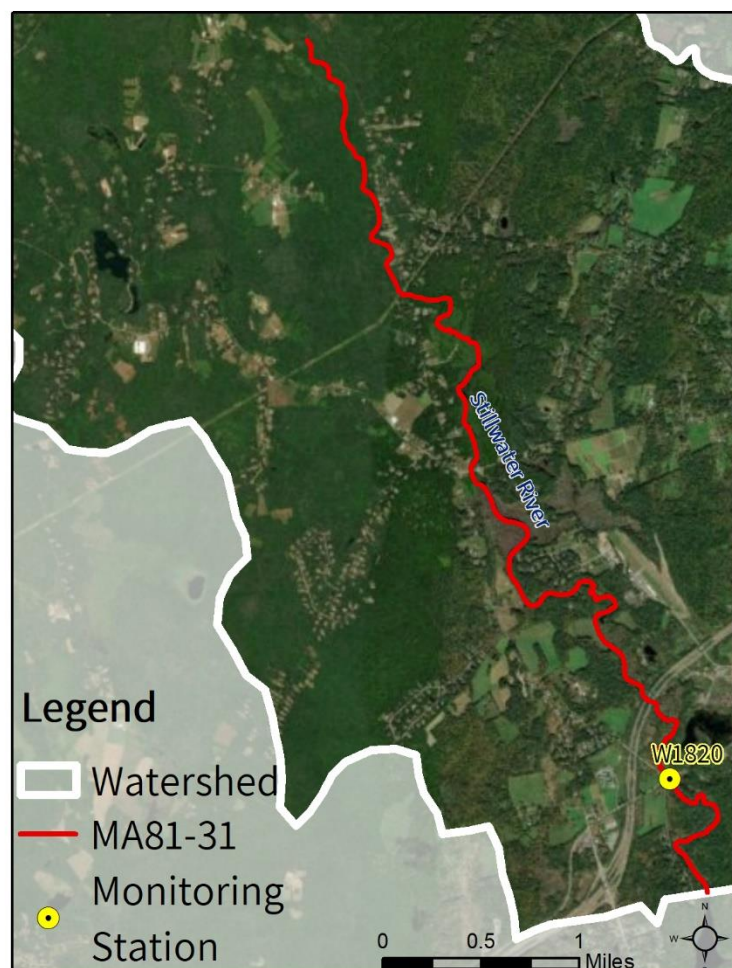 Stillwater River
W1820
Legend
Watershed
MA81-31
Monitoring
Station
N
W
E
S
0 0.5 1
Miles